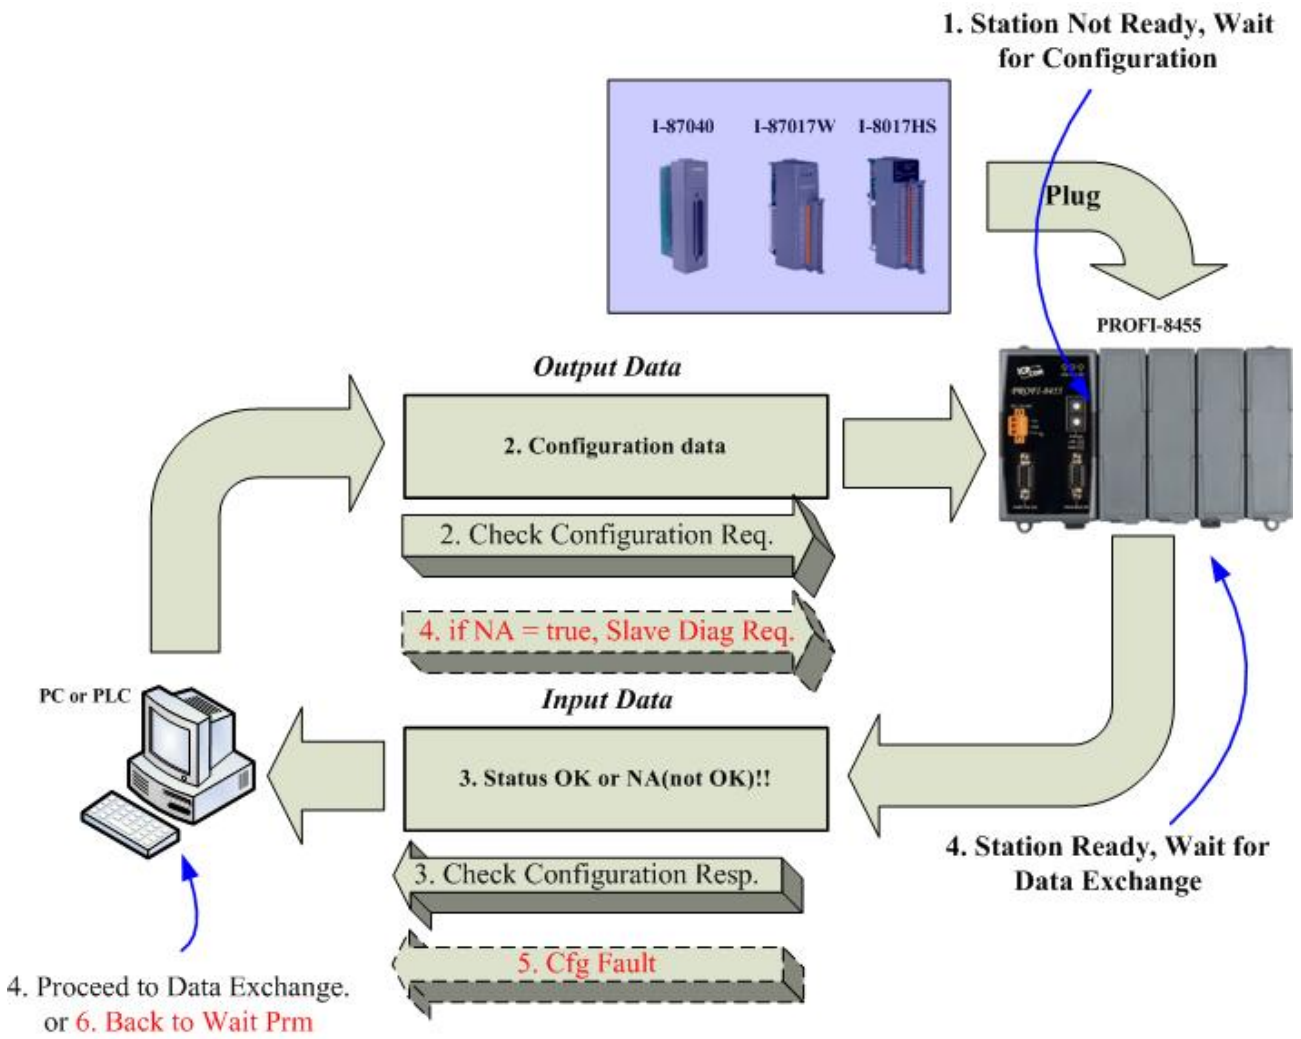 1. Station Not Ready, Wait
for Configuration
I-87040
I-87017W
I-8017HS
Plug
PROFI-8455
Output Data
PROFI-8455
2. Configuration data
2. Check Configuration Req.
4. if NA = true, Slave Diag Req.
PC or PLC
Input Data
3. Status OK or NA(not OK)!!
3. Check Configuration Resp.
4. Station Ready, Wait for
Data Exchange
5. Cfg Fault
4. Proceed to Data Exchange.
or 6. Back to Wait Prm